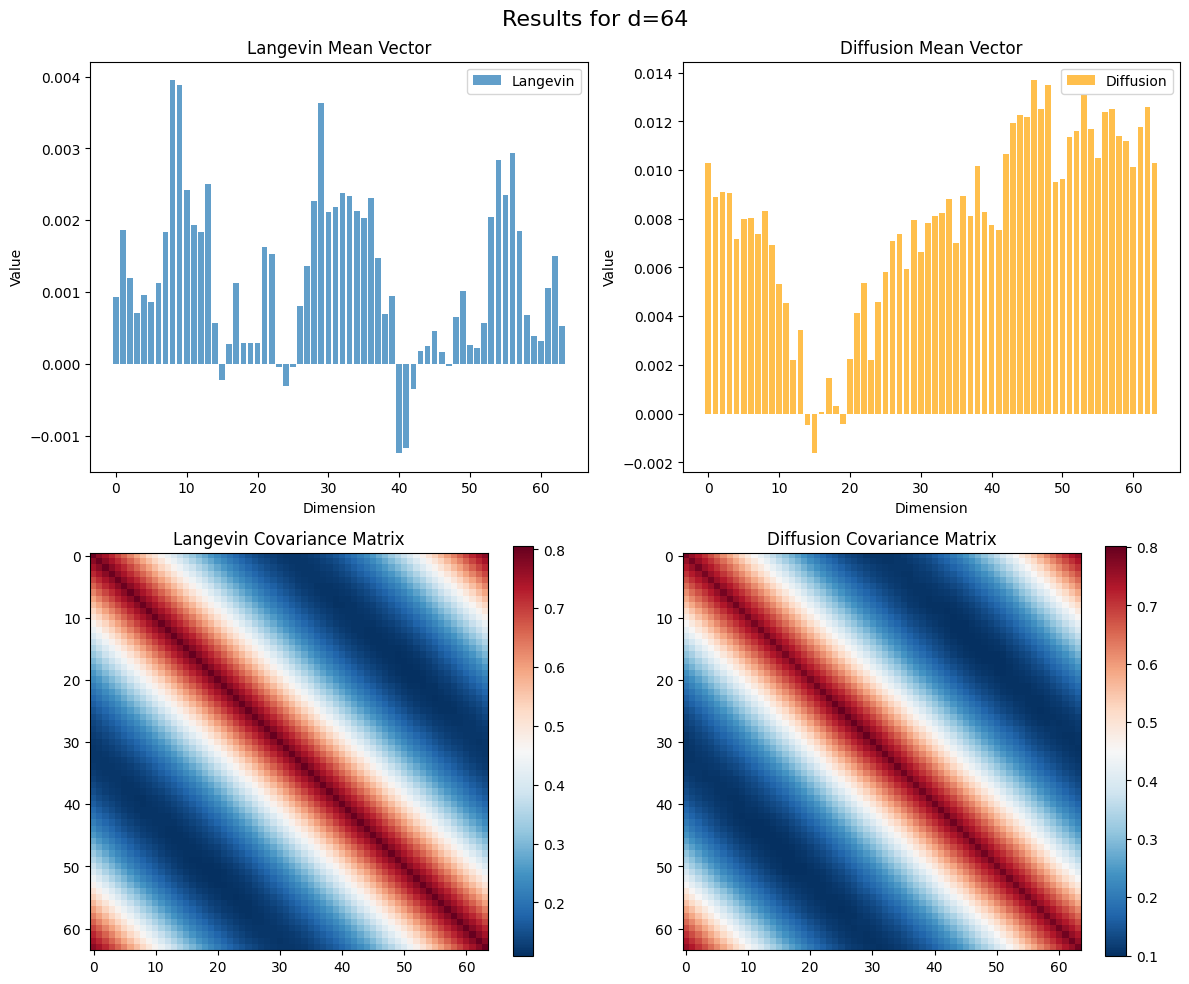 Results for d=64
Langevin Mean Vector
Langevin
0.004
0.003
0.002
0.001
0.000
−0.001
Value
0 10 20 30 40 50 60
Dimension
Diffusion Mean Vector
Diffusion
0.014
0.012
0.010
0.008
0.006
0.004
0.002
0.000
−0.002
Value
0 10 20 30 40 50 60
Dimension
Langevin Covariance Matrix
0
10
20
30
40
50
60
0 10 20 30 40 50 60
0.8
0.7
0.6
0.5
0.4
0.3
0.2
Diffusion Covariance Matrix
0
10
20
30
40
50
60
0 10 20 30 40 50 60
0.8
0.7
0.6
0.5
0.4
0.3
0.2
0.1